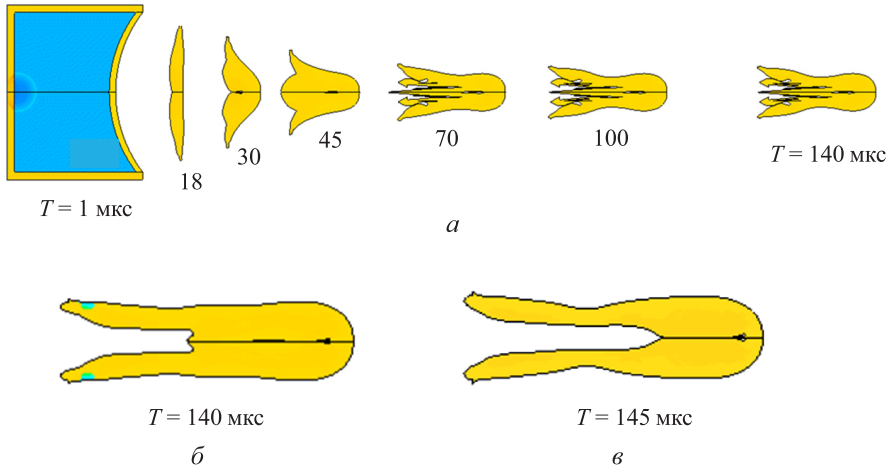 18
30
45
70
100
T = 140 мкс
T = 1 мкс
а
T = 140 мкс
T = 145 мкс
б
в